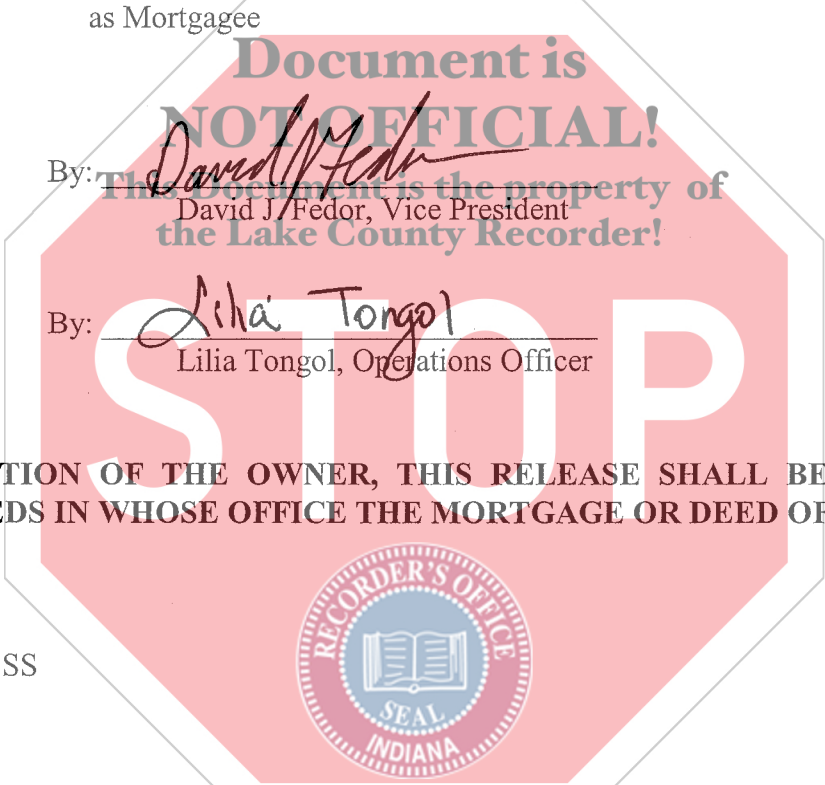 as Mortgagee
Document is
NOT OFFICIAL!
By: David J Fedor
This Document is the property of
David J. Fedor, Vice President
the Lake County Recorder!
STOP
By: Lilia Tongol
Lilia Tongol, Operations Officer
TION OF THE OWNER, THIS RELEASE SHALL BE
EDS IN WHOSE OFFICE THE MORTGAGE OR DEED OF
RECORDER'S OFFICE
SEAL
INDIANA
SS